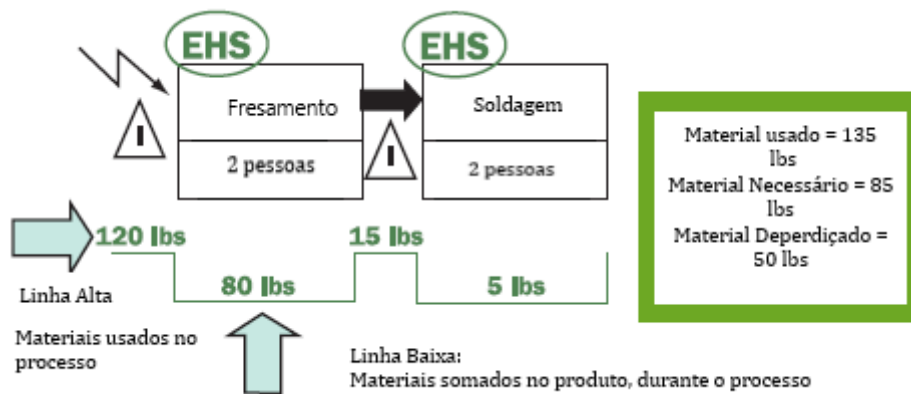 EHS
EHS
Fresamento
Soldagem
I
I
2 pessoas
2 pessoas
Material usado = 135
lbs
Material Necessário = 85
lbs
Material Deperdiçado =
50 lbs
120 lbs
15 lbs
80 lbs
5 lbs
Linha Alta
Materiais usados no
processo
Linha Baixa:
Materiais somados no produto, durante o processo